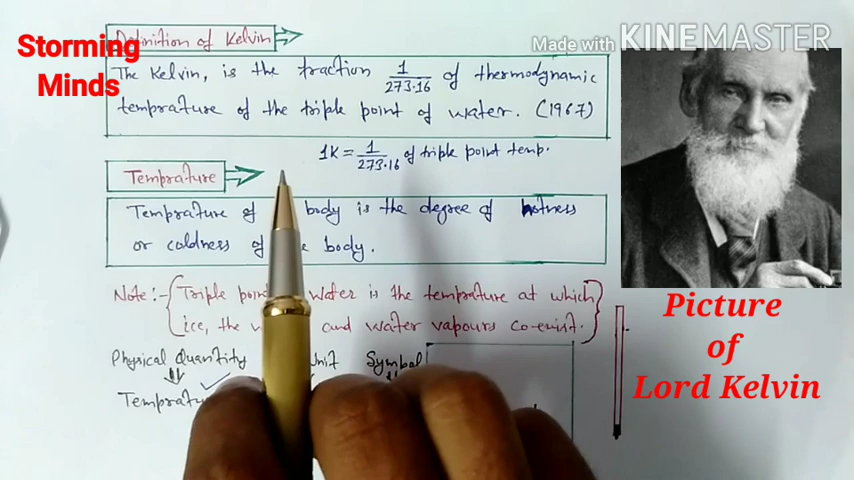 Storming
Minds
Made with KINEMASTER
Definition of Kelvin
The Kelvin, is the fraction 1/273.16 of thermodynamic
temprature of the triple point of water. (1967)
1K = 1/273.16 of triple point temp.
Temprature
Temprature of body is the degree of hotness
or coldness of body.
Note :- { Triple water is the temprature at which
ice, the and water vapours co-exist. }
Physical Quantity Symbol
Picture
of
Lord Kelvin